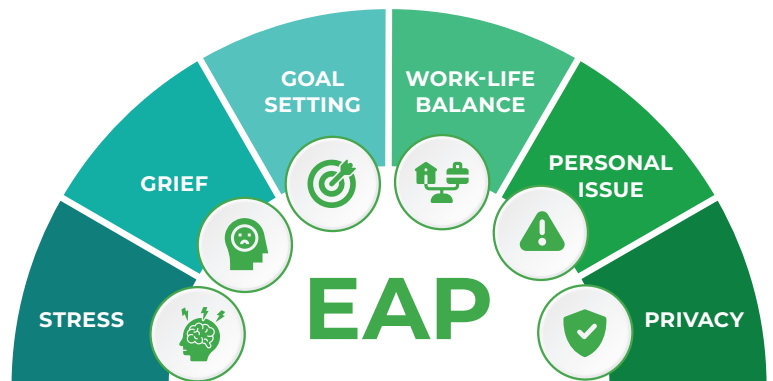 STRESS
GRIEF
GOAL
SETTING
WORK-LIFE
BALANCE
PERSONAL
ISSUE
PRIVACY
EAP